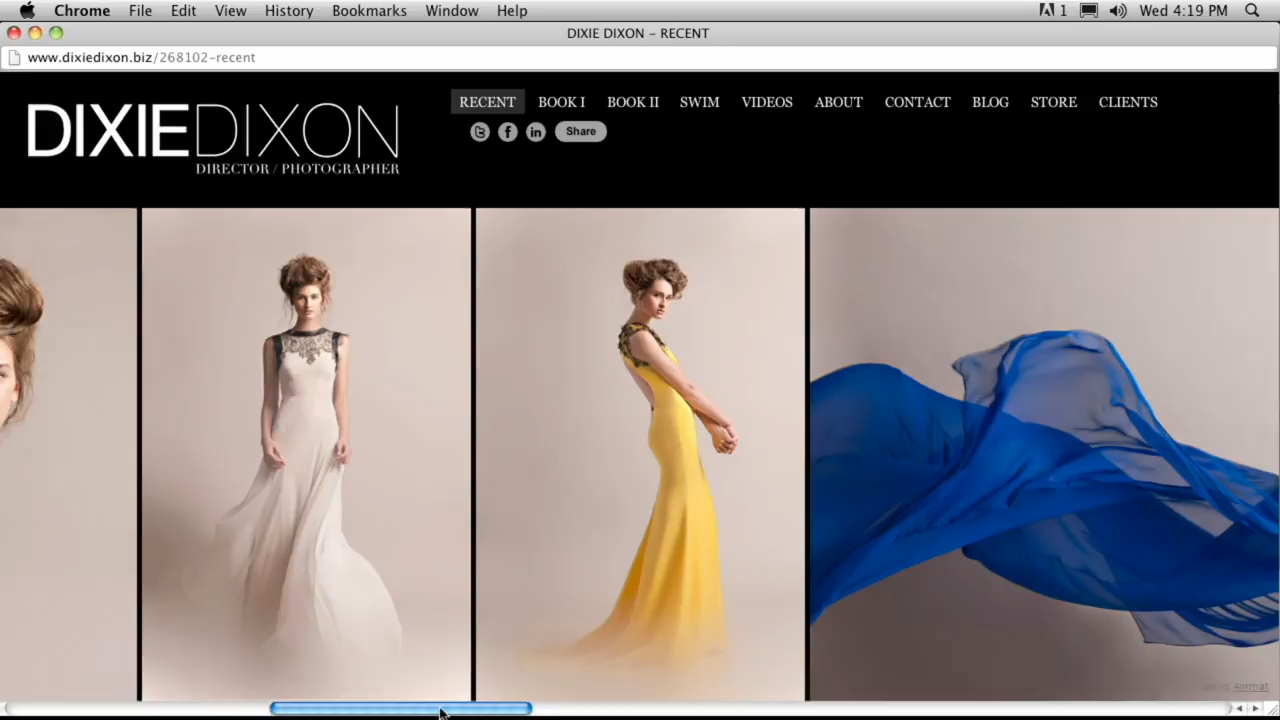 Chrome File Edit View History Bookmarks Window Help 1 Wed 4:19 PM
DIXIE DIXON – RECENT
www.dixiedixon.biz/268102-recent
RECENT BOOK I BOOK II SWIM VIDEOS ABOUT CONTACT BLOG STORE CLIENTS
Share
DIXIEDIXON
DIRECTOR / PHOTOGRAPHER
4ormat